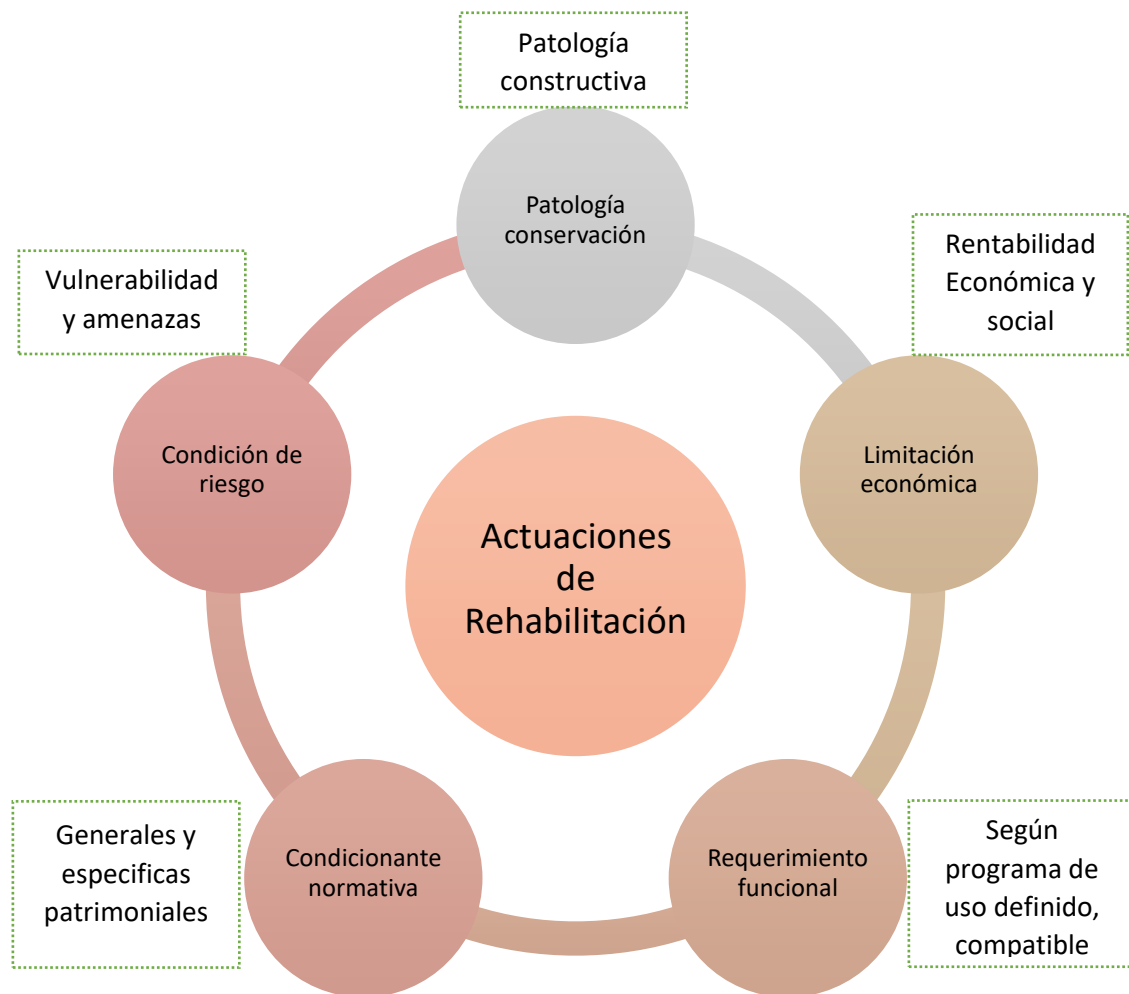 Patología
constructiva
Patología
conservación
Rentabilidad
Económica y
social
Limitación
económica
Según
programa de
uso definido,
compatible
Requerimiento
funcional
Generales y
especificas
patrimoniales
Condicionante
normativa
Vulnerabilidad
y amenazas
Condición de
riesgo
Actuaciones
de
Rehabilitación